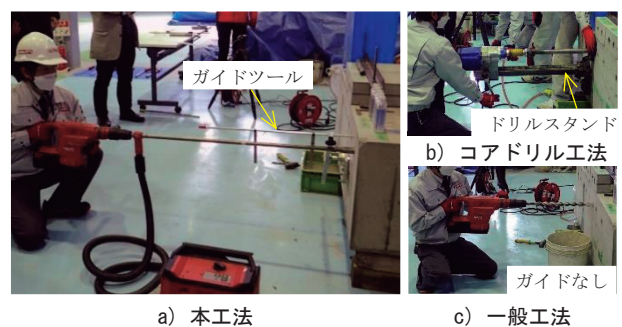 ガイドツール
a) 本工法
ドリルスタンド
b) コアドリル工法
ガイドなし
c) 一般工法